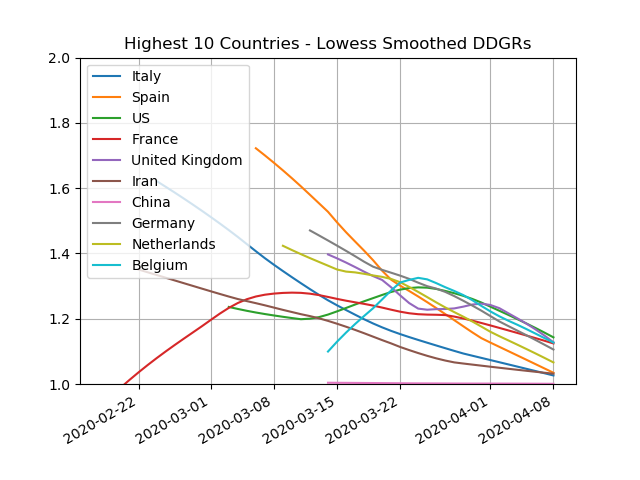 Highest 10 Countries - Lowess Smoothed DDGRs
2.0
1.8
1.6
1.4
1.2
1.0
Italy
Spain
US
France
United Kingdom
Iran
China
Germany
Netherlands
Belgium
2020-02-22
2020-03-01
2020-03-08
2020-03-15
2020-03-22
2020-04-01
2020-04-08